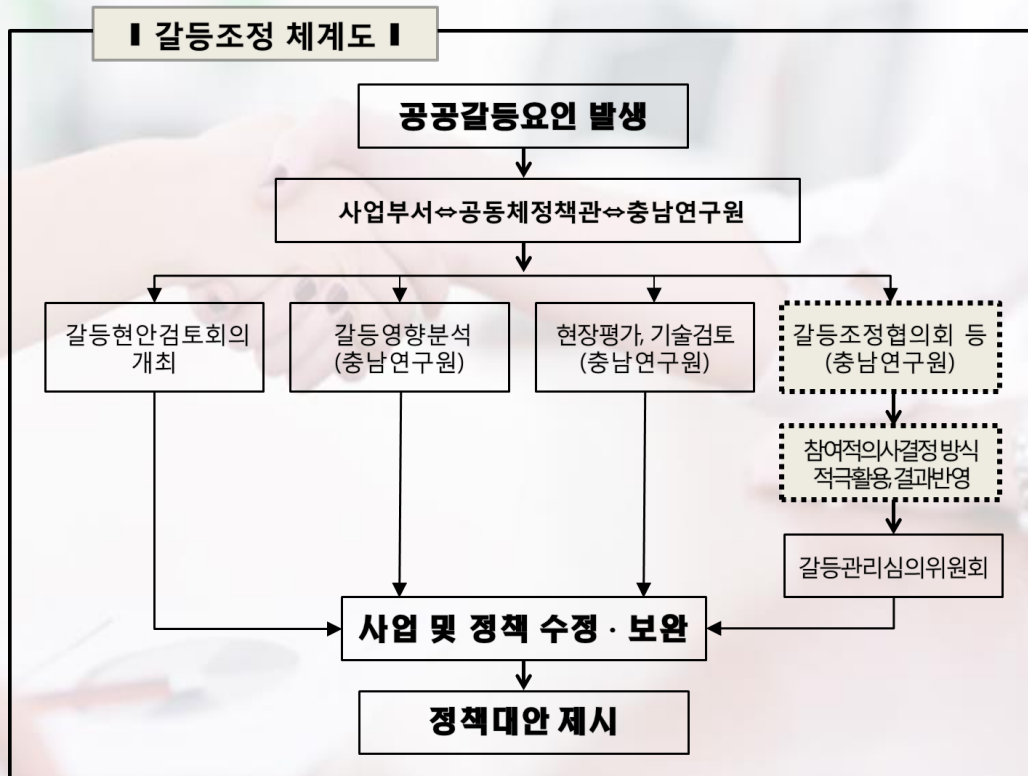 ▮ 갈등조정 체계도 ▮
공공갈등요인 발생
사업부서⇔공동체정책관⇔충남연구원
갈등현안검토회의
개최
갈등영향분석
(충남연구원)
현장평가, 기술검토
(충남연구원)
갈등조정협의회 등
(충남연구원)
참여적의사결정 방식
적극활용,결과반영
갈등관리심의위원회
사업 및 정책 수정 · 보완
정책대안 제시